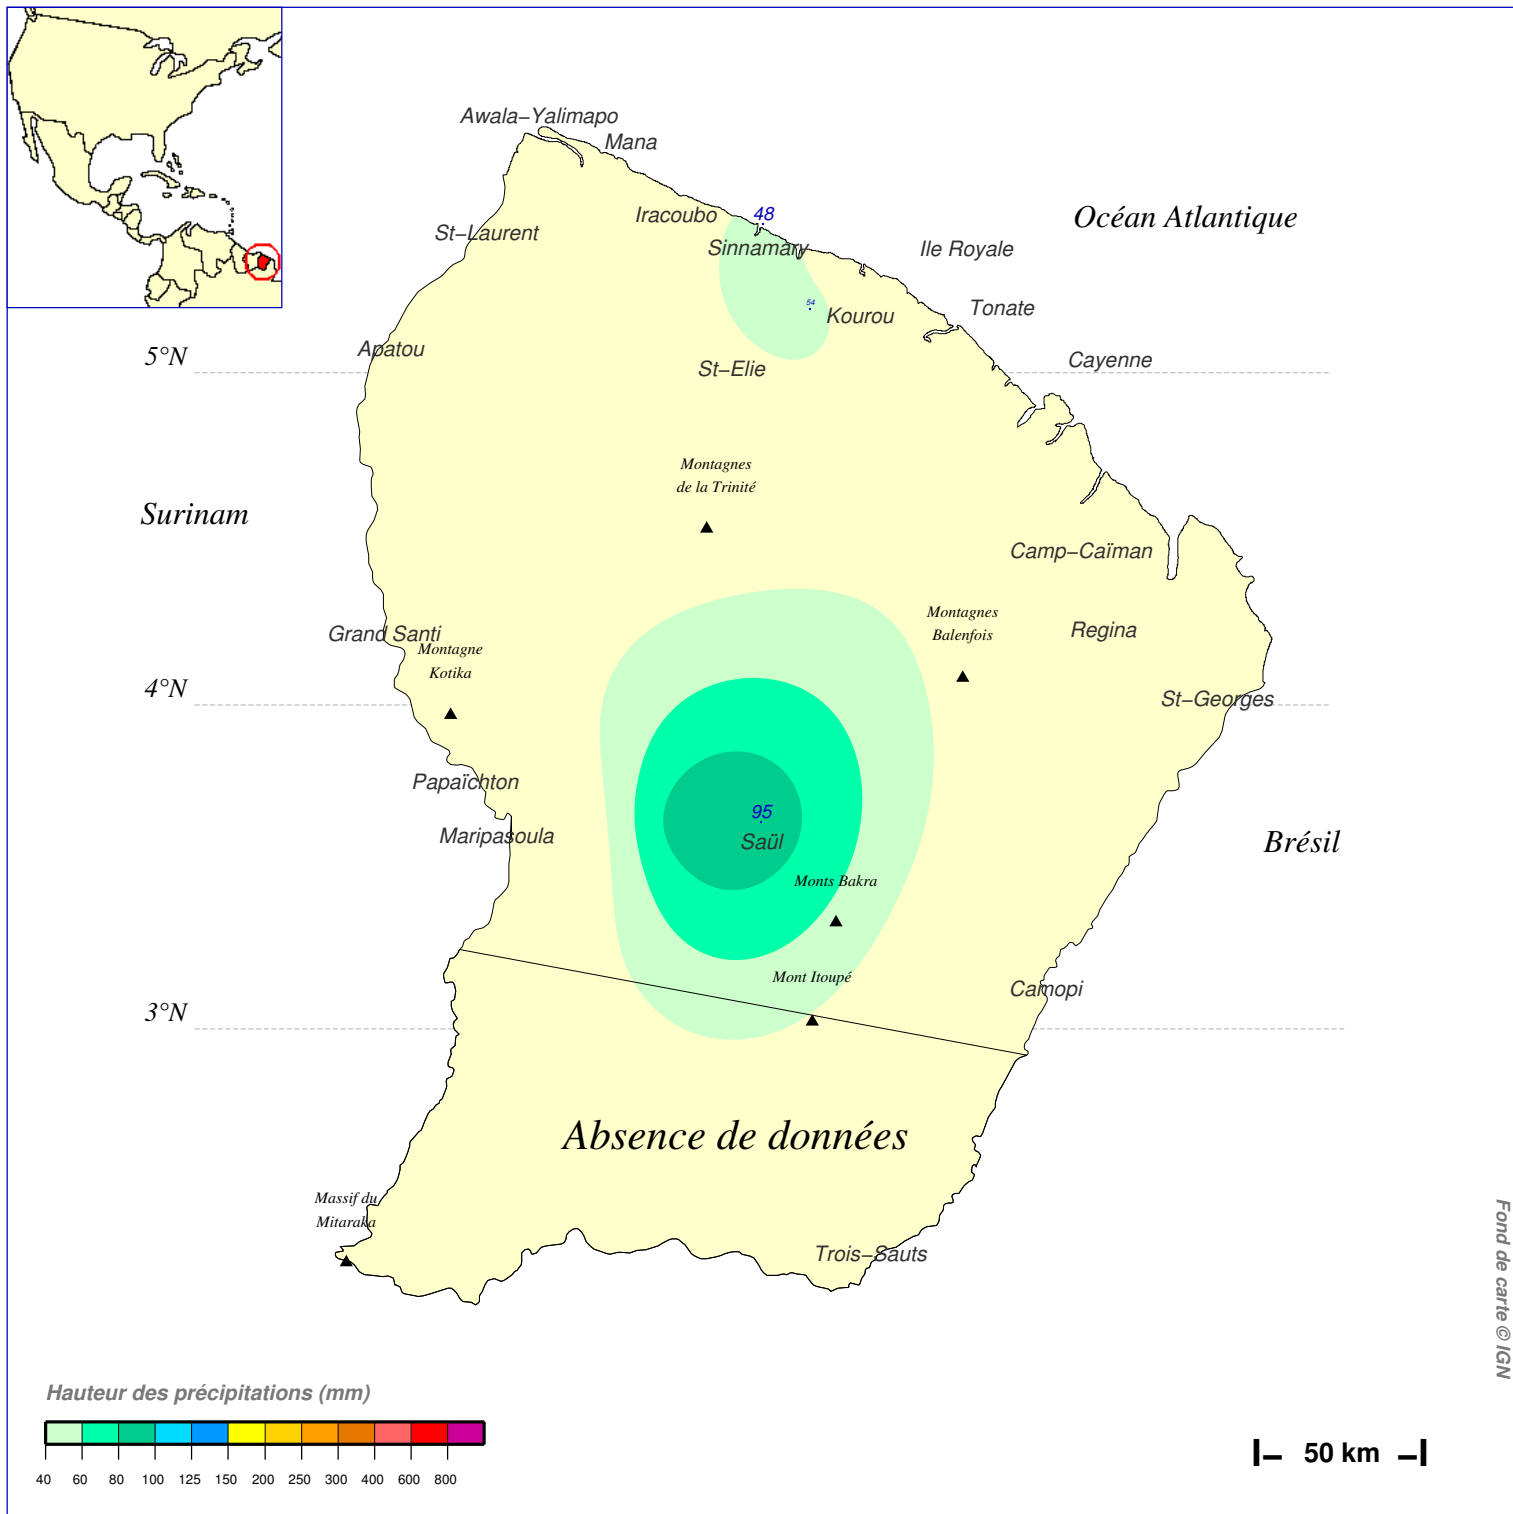 Awala−Yalimapo
Mana
Iracoubo
48
Océan Atlantique
St−Laurent
Sinnamary
Ile Royale
54
Kourou
Tonate
Apatou
5°N
St−Elie
Cayenne
Montagnes
de la Trinité
Surinam
Camp−Caïman
Montagnes
Balenfois
Grand Santi
Regina
Montagne
Kotika
4°N
St−Georges
Papaïchton
95
Maripasoula
Saül
Brésil
Monts Bakra
Mont Itoupé
Camopi
3°N
Absence de données
Massif du
Mitaraka
Trois−Sauts
Fond de carte © IGN
Hauteur des précipitations (mm)
40 60 80 100 125 150 200 250 300 400 600 800
50 km